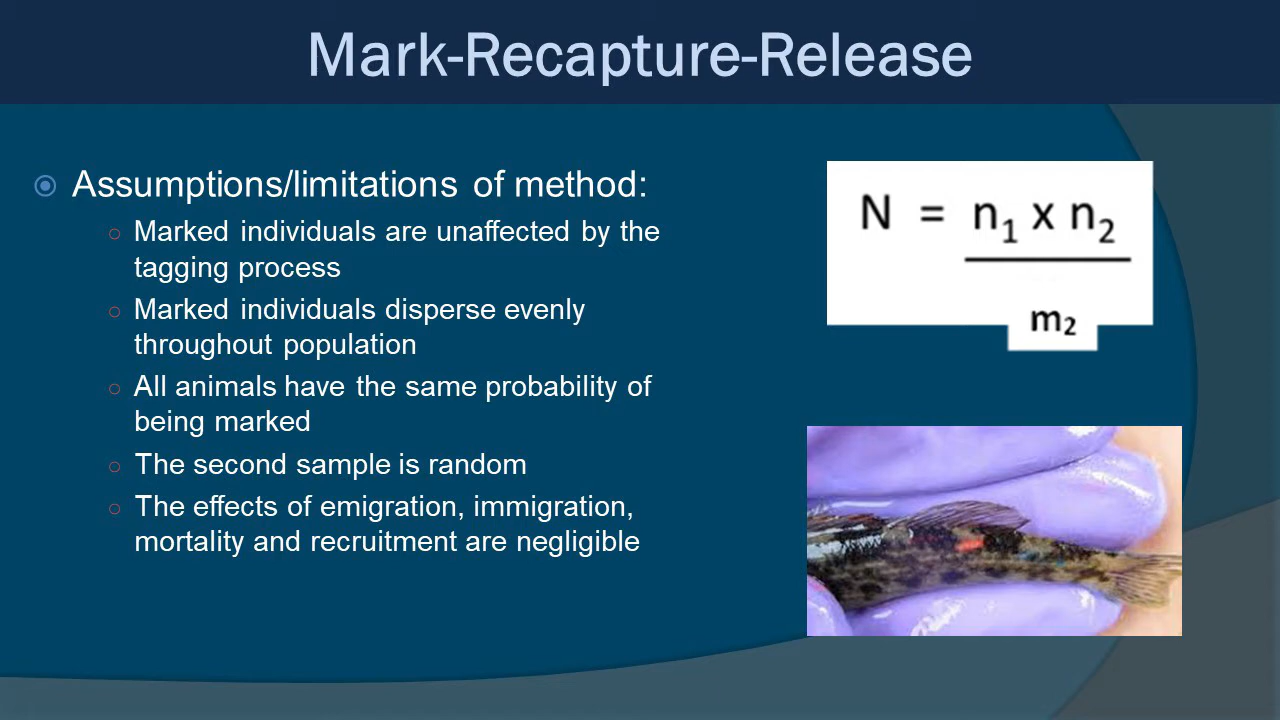 Mark-Recapture-Release
Assumptions/limitations of method:
Marked individuals are unaffected by the
tagging process
Marked individuals disperse evenly
throughout population
All animals have the same probability of
being marked
The second sample is random
The effects of emigration, immigration,
mortality and recruitment are negligible
N = n₁ x n₂
m₂